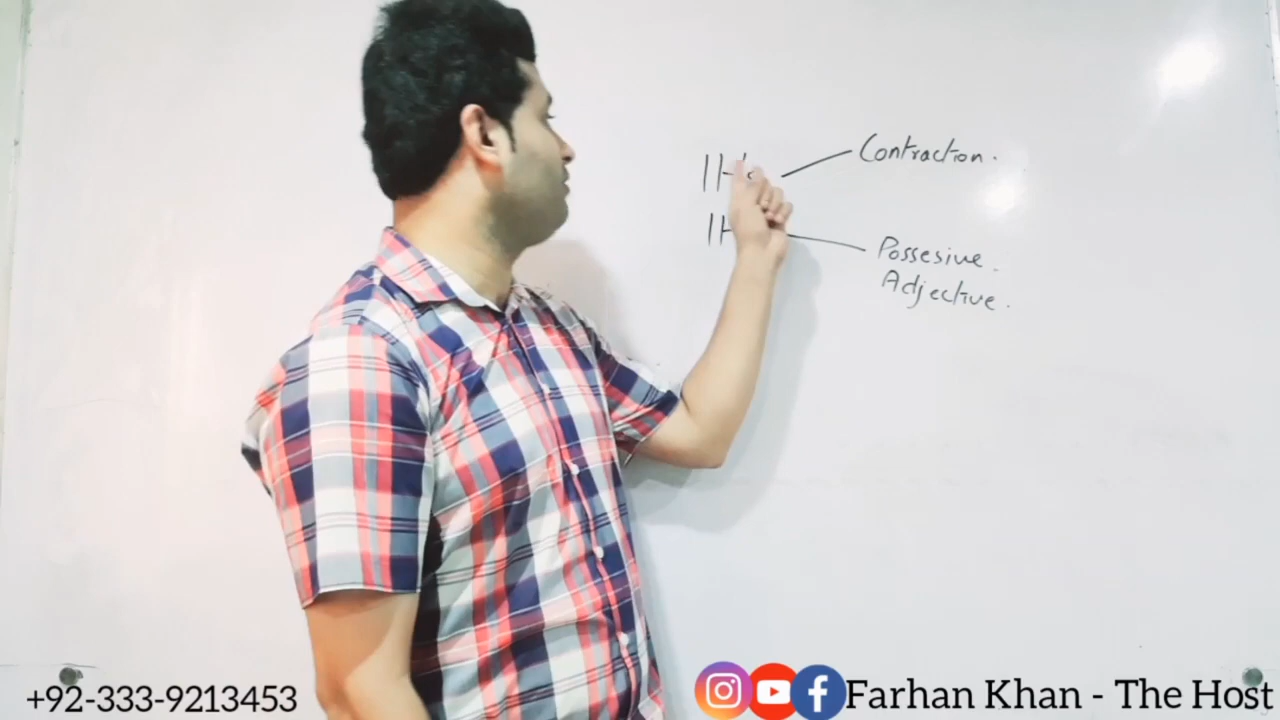 Contraction.
Possesive.
Adjective.
+92-333-9213453
Farhan Khan - The Host